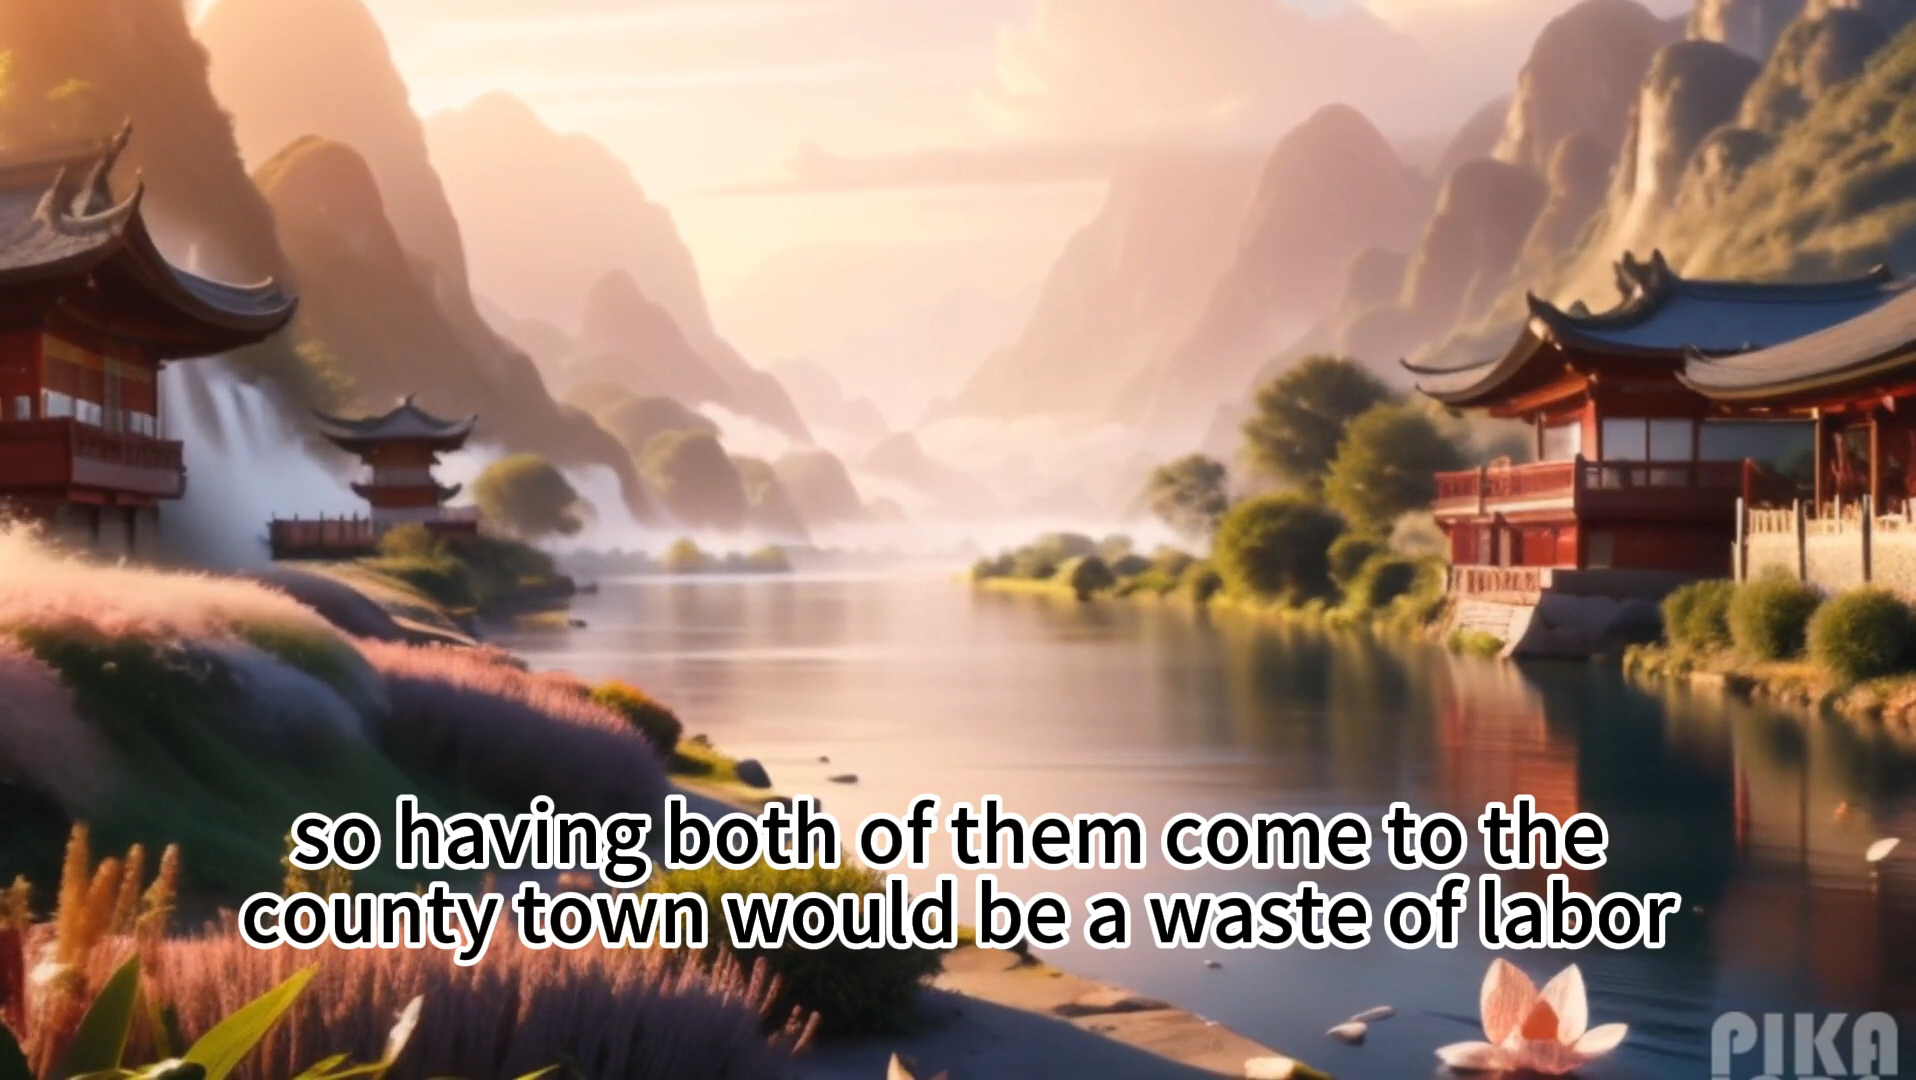 so having both of them come to the
county town would be a waste of labor
PIKA